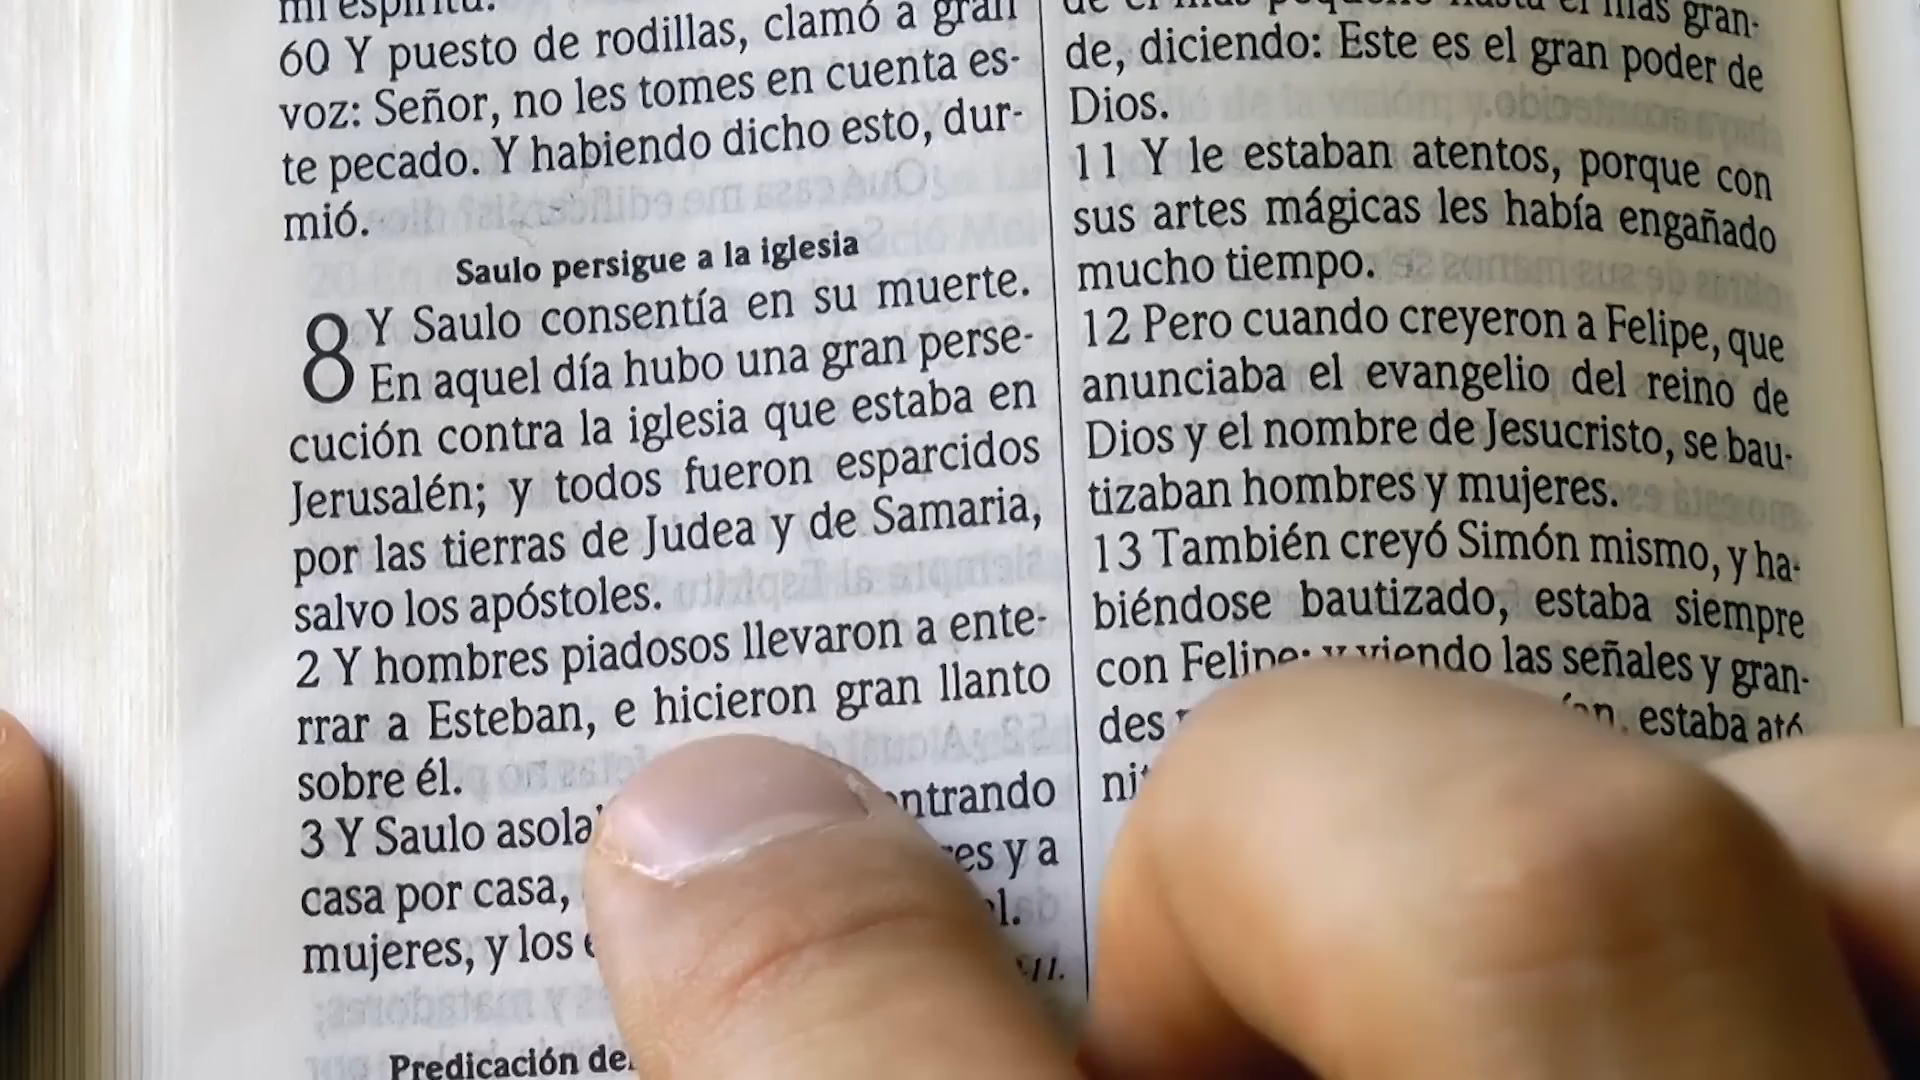 mi espíritu.
60 Y puesto de rodillas, clamó a gran
voz: Señor, no les tomes en cuenta es-
te pecado. Y habiendo dicho esto, dur-
mió.
Saulo persigue a la iglesia
8 Y Saulo consentía en su muerte.
En aquel día hubo una gran perse-
cución contra la iglesia que estaba en
Jerusalén; y todos fueron esparcidos
por las tierras de Judea y de Samaria,
salvo los apóstoles.
2 Y hombres piadosos llevaron a ente-
rrar a Esteban, e hicieron gran llanto
sobre él.
3 Y Saulo
casa por casa, y a
mujeres, y los
Predicación
gran-
de, diciendo: Este es el gran poder de
Dios.
11 Y le estaban atentos, porque con
sus artes mágicas les había engañado
mucho tiempo.
12 Pero cuando creyeron a Felipe, que
anunciaba el evangelio del reino de
Dios y el nombre de Jesucristo, se bau-
tizaban hombres y mujeres.
13 También creyó Simón mismo, y ha-
biéndose bautizado, estaba siempre
con Felipe; y viendo las señales y gran-
des estaba